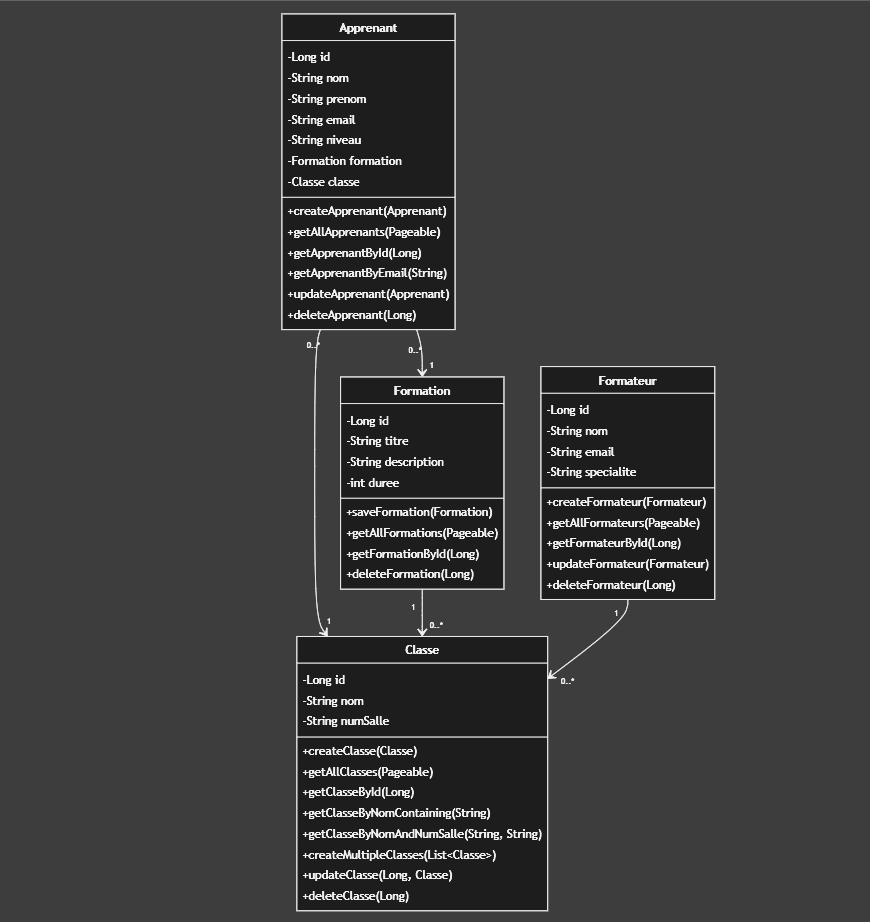 Apprenant
-Long id
-String nom
-String prenom
-String email
-String niveau
-Formation formation
-Classe classe
+createApprenant(Apprenant)
+getAllApprenants(Pageable)
+getApprenantById(Long)
+getApprenantByEmail(String)
+updateApprenant(Apprenant)
+deleteApprenant(Long)
0..*
0..*
1
Formation
-Long id
-String titre
-String description
-int duree
+saveFormation(Formation)
+getAllFormations(Pageable)
+getFormationById(Long)
+deleteFormation(Long)
Formateur
-Long id
-String nom
-String email
-String specialite
+createFormateur(Formateur)
+getAllFormateurs(Pageable)
+getFormateurById(Long)
+updateFormateur(Formateur)
+deleteFormateur(Long)
1
1
1
0..*
0..*
Classe
-Long id
-String nom
-String numSalle
+createClasse(Classe)
+getAllClasses(Pageable)
+getClasseById(Long)
+getClasseByNomContaining(String)
+getClasseByNomAndNumSalle(String, String)
+createMultipleClasses(List<Classe>)
+updateClasse(Long, Classe)
+deleteClasse(Long)